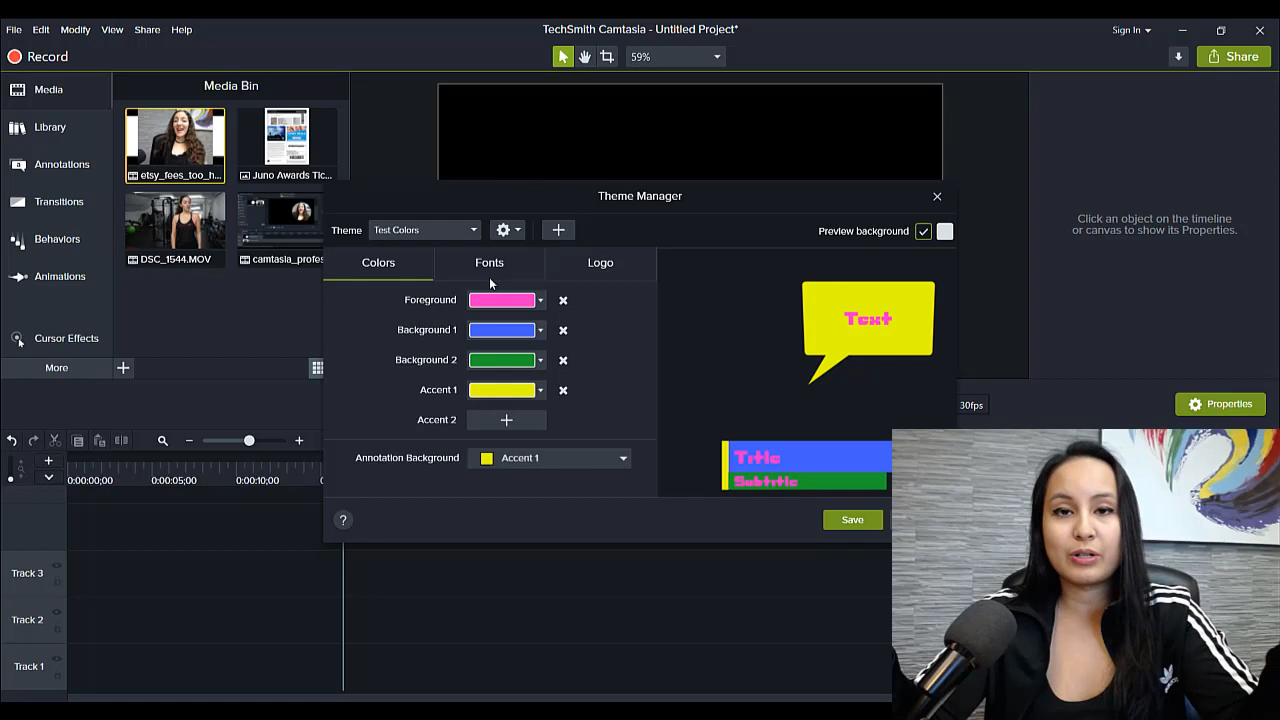 File Edit Modify View Share Help
TechSmith Camtasia - Untitled Project*
Sign In
Record
59%
Share
Media
Library
Annotations
Transitions
Behaviors
Animations
Cursor Effects
More
Media Bin
etsy_fees_too_h...
Juno Awards Tic...
DSC_1544.MOV
camtasia_profes
Theme Manager
Theme
Test Colors
Preview background
Colors
Fonts
Logo
Foreground
Background 1
Background 2
Accent 1
Accent 2
Annotation Background
Accent 1
Text
Title
Subtitle
?
Save
Click an object on the timeline
or canvas to show its Properties.
30fps
Properties
0:00:00;00
0:00:05;00
0:00:10;00
Track 3
Track 2
Track 1
adidas